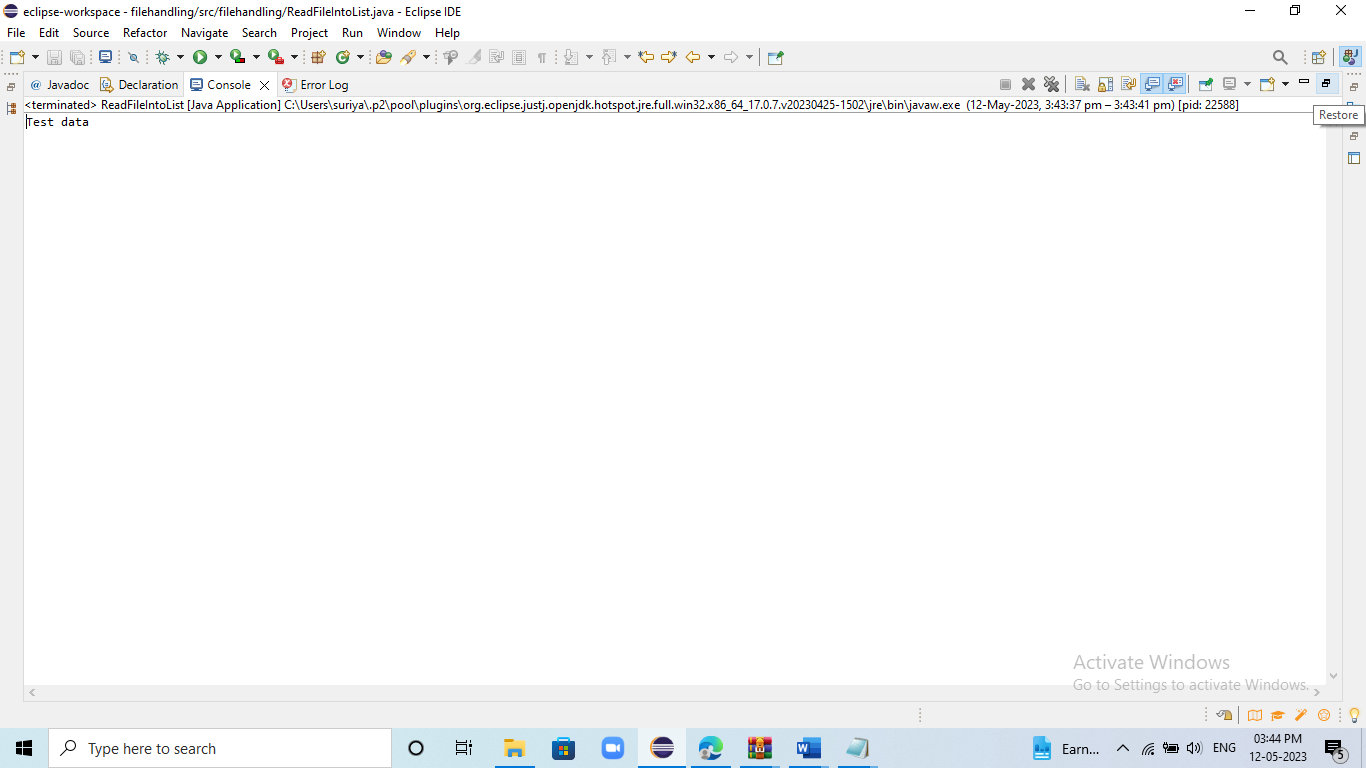 eclipse-workspace - filehandling/src/filehandling/ReadFileIntoList.java - Eclipse IDE
File Edit Source Refactor Navigate Search Project Run Window Help
@ Javadoc Declaration Console Error Log
<terminated> ReadFileIntoList [Java Application] C:\Users\suriya\.p2\pool\plugins\org.eclipse.justj.openjdk.hotspot.jre.full.win32.x86_64_17.0.7.v20230425-1502\jre\bin\javaw.exe (12-May-2023, 3:43:37 pm – 3:43:41 pm) [pid: 22588]
Restore
Test data
Activate Windows
Go to Settings to activate Windows.
Type here to search
Earn...
ENG
03:44 PM
12-05-2023
5